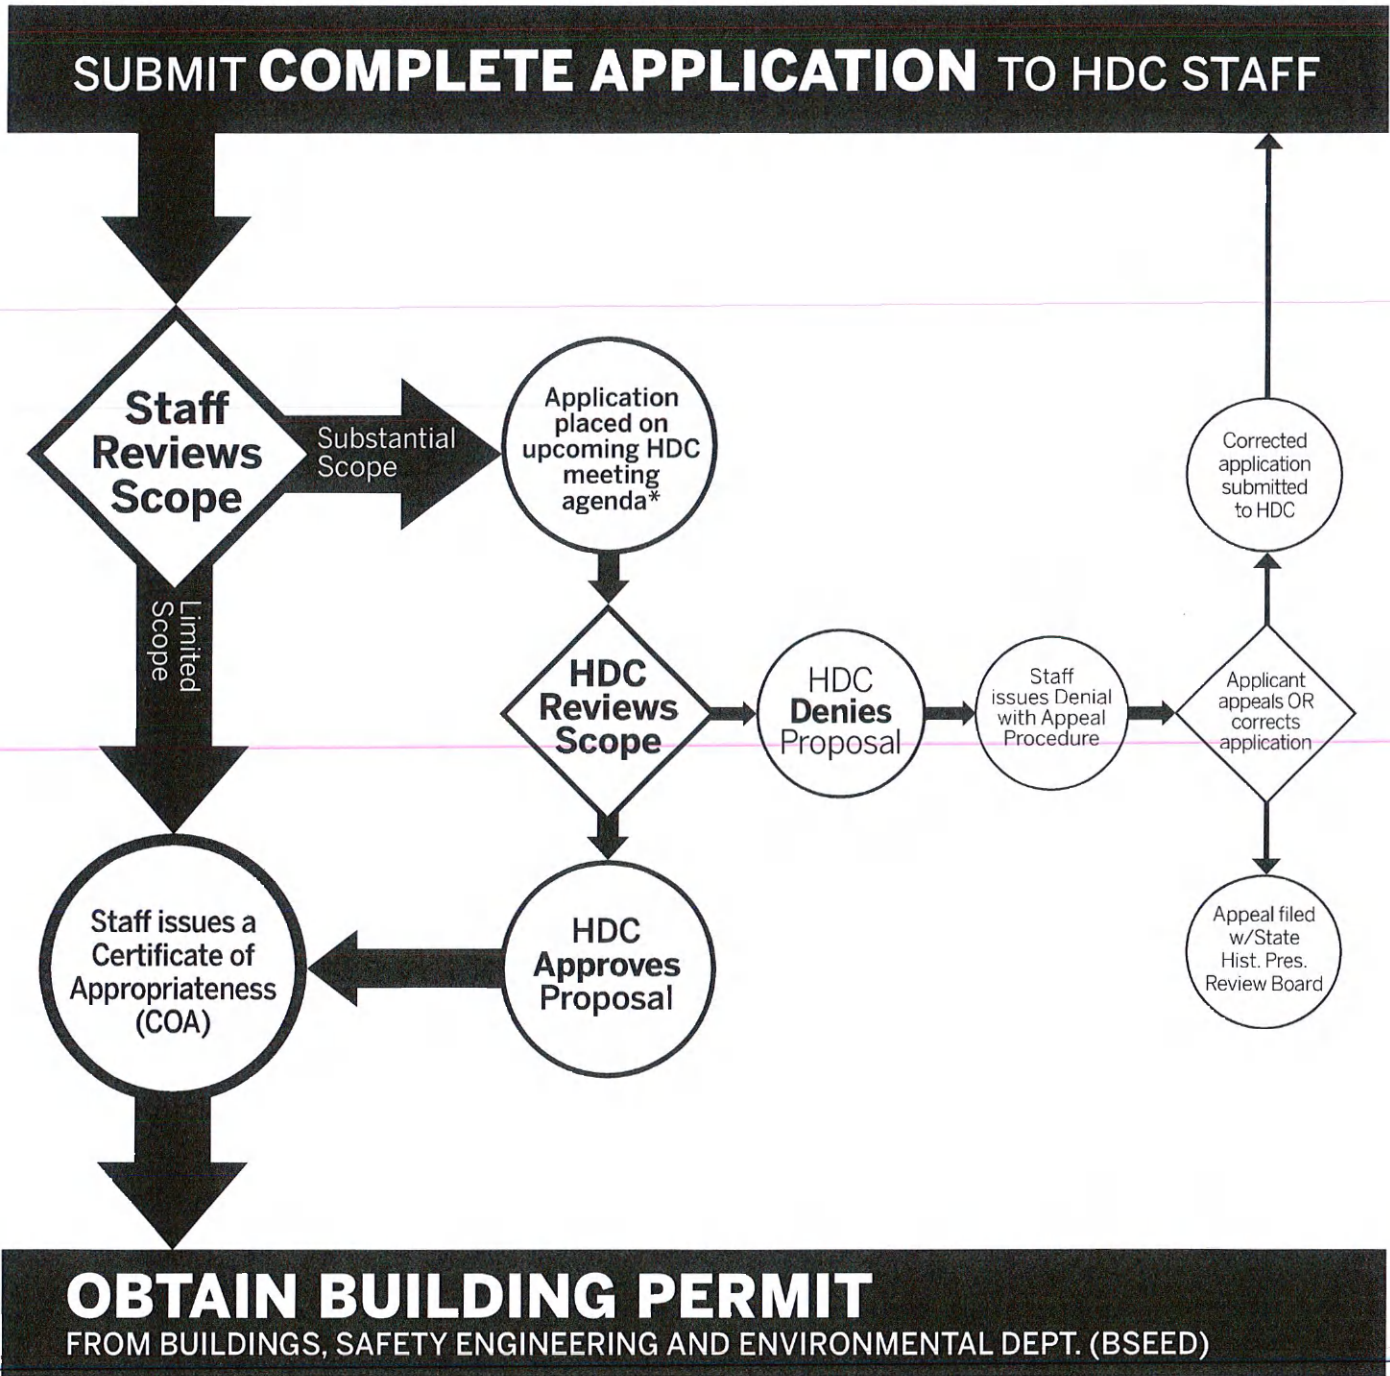 SUBMIT COMPLETE APPLICATION TO HDC STAFF
Staff
Reviews
Scope
Substantial
Scope
Application
placed on
upcoming HDC
meeting
agenda*
Corrected
application
submitted
to HDC
Limited
Scope
HDC
Reviews
Scope
HDC
Denies
Proposal
Staff
issues Denial
with Appeal
Procedure
Applicant
appeals OR
corrects
application
Staff issues a
Certificate of
Appropriateness
(COA)
HDC
Approves
Proposal
Appeal filed
w/State
Hist. Pres.
Review Board
OBTAIN BUILDING PERMIT
FROM BUILDINGS, SAFETY ENGINEERING AND ENVIRONMENTAL DEPT. (BSEED)